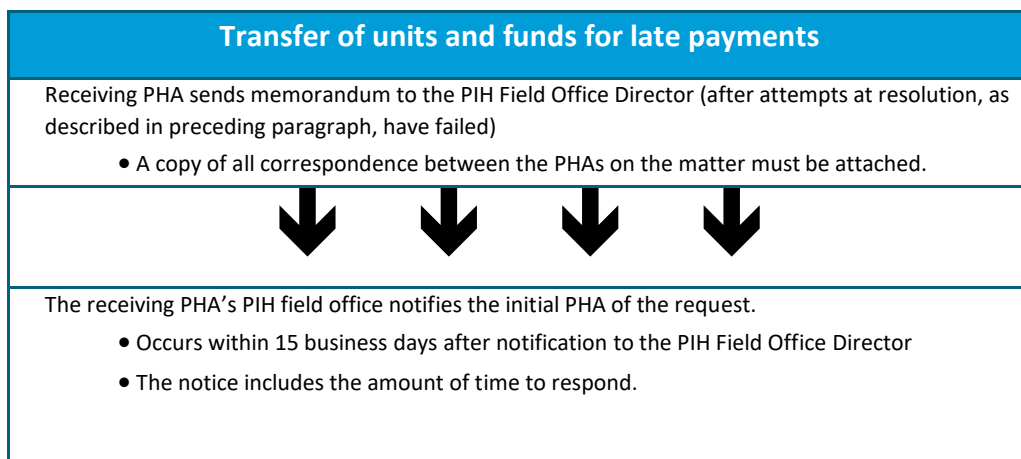 Transfer of units and funds for late payments
Receiving PHA sends memorandum to the PIH Field Office Director (after attempts at resolution, as
described in preceding paragraph, have failed)
• A copy of all correspondence between the PHAs on the matter must be attached.
The receiving PHA’s PIH field office notifies the initial PHA of the request.
• Occurs within 15 business days after notification to the PIH Field Office Director
• The notice includes the amount of time to respond.